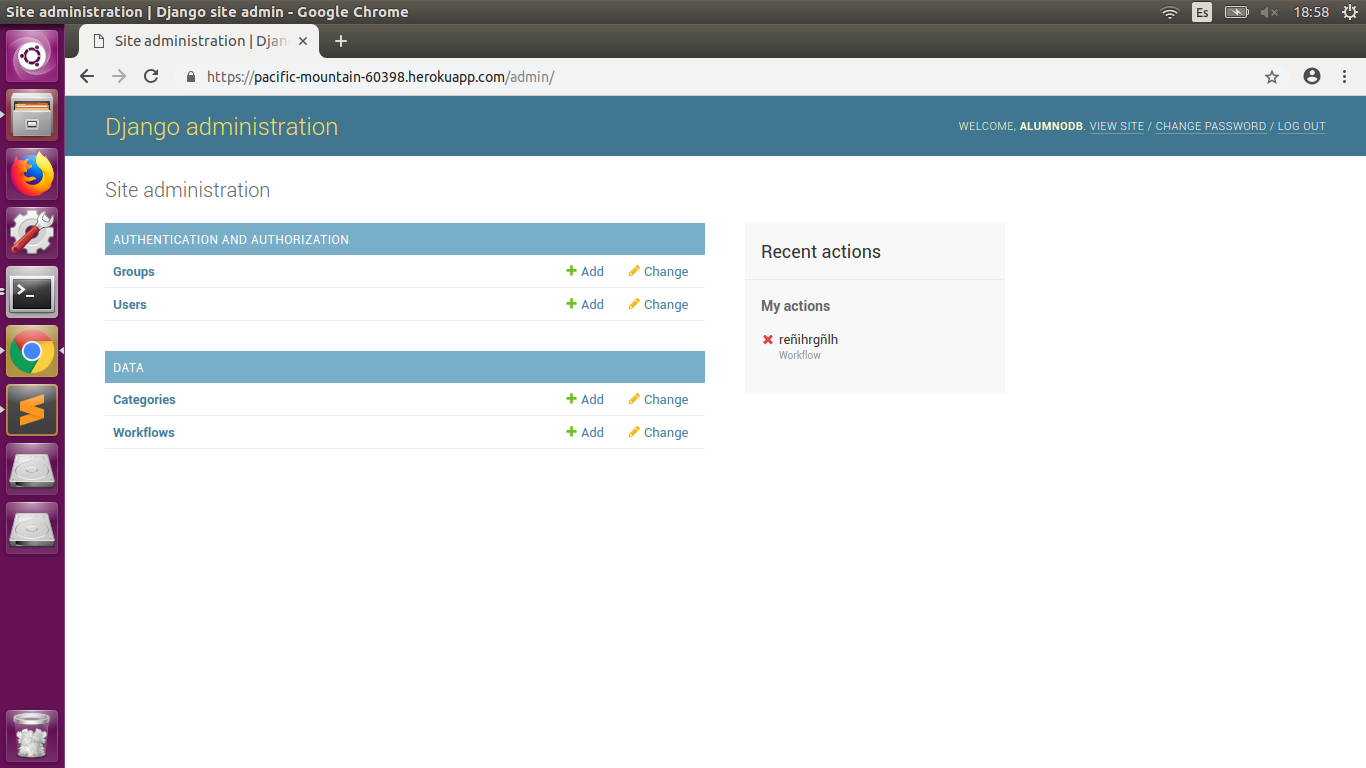 Site administration | Django site admin - Google Chrome
Es
18:58
Site administration | Djan
https://pacific-mountain-60398.herokuapp.com/admin/
Django administration
WELCOME, ALUMNODB. VIEW SITE / CHANGE PASSWORD / LOG OUT
Site administration
AUTHENTICATION AND AUTHORIZATION
Groups Add Change
Users Add Change
DATA
Categories Add Change
Workflows Add Change
Recent actions
My actions
reñihrgñlh
Workflow